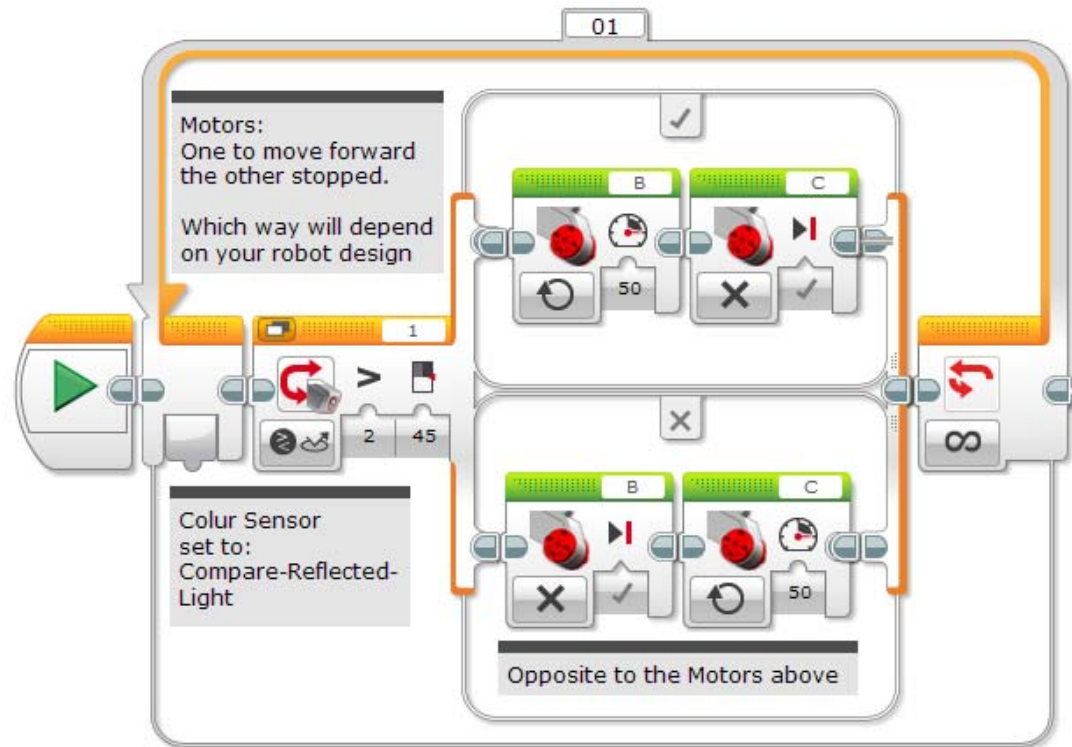 01
Motors:
One to move forward
the other stopped.
Which way will depend
on your robot design
B
C
50
1
>
2
45
∞
B
C
50
Colur Sensor
set to:
Compare-Reflected-
Light
Opposite to the Motors above